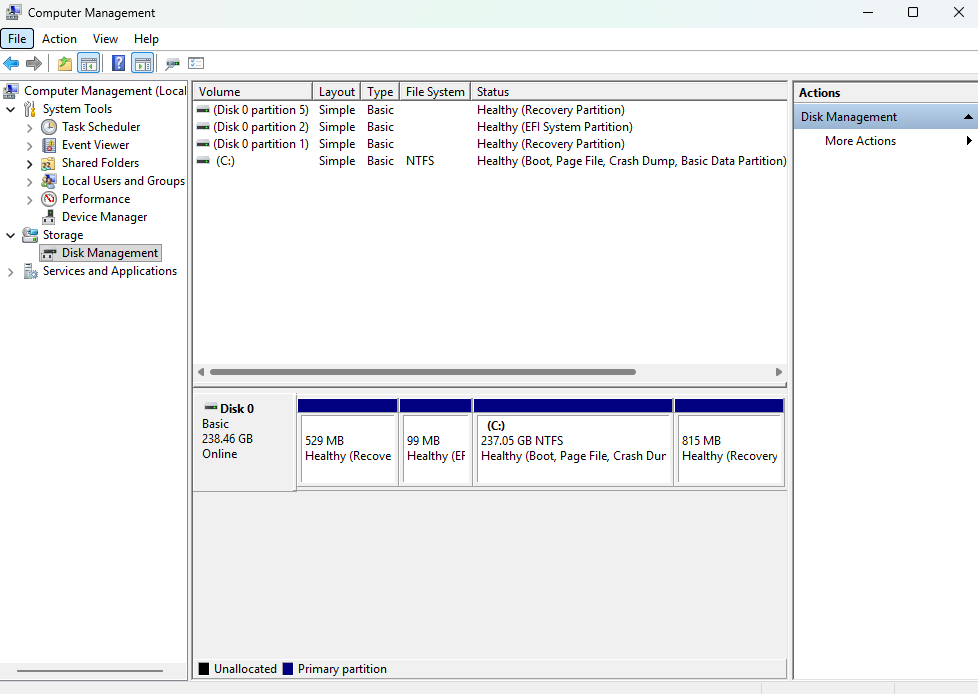 Computer Management
File Action View Help
Computer Management (Local
System Tools
Task Scheduler
Event Viewer
Shared Folders
Local Users and Groups
Performance
Device Manager
Storage
Disk Management
Services and Applications
Volume Layout Type File System Status
(Disk 0 partition 5) Simple Basic Healthy (Recovery Partition)
(Disk 0 partition 2) Simple Basic Healthy (EFI System Partition)
(Disk 0 partition 1) Simple Basic Healthy (Recovery Partition)
(C:) Simple Basic NTFS Healthy (Boot, Page File, Crash Dump, Basic Data Partition)
Disk 0
Basic
238.46 GB
Online
529 MB
Healthy (Recove
99 MB
Healthy (EF
(C:)
237.05 GB NTFS
Healthy (Boot, Page File, Crash Dur
815 MB
Healthy (Recovery
Unallocated Primary partition
Actions
Disk Management
More Actions